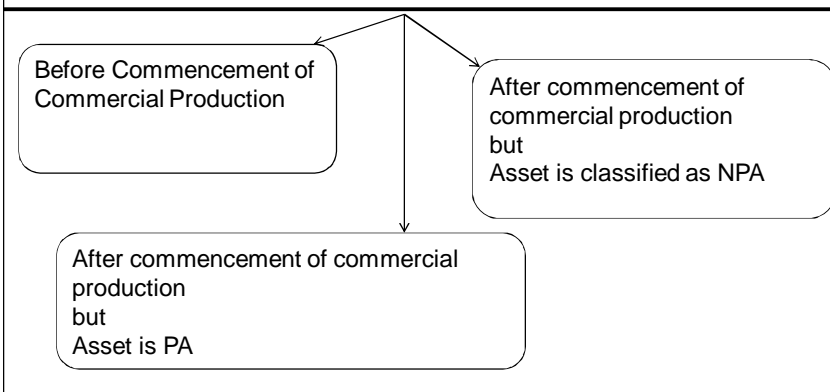 Before Commencement of
Commercial Production
After commencement of
commercial production
but
Asset is classified as NPA
After commencement of commercial
production
but
Asset is PA